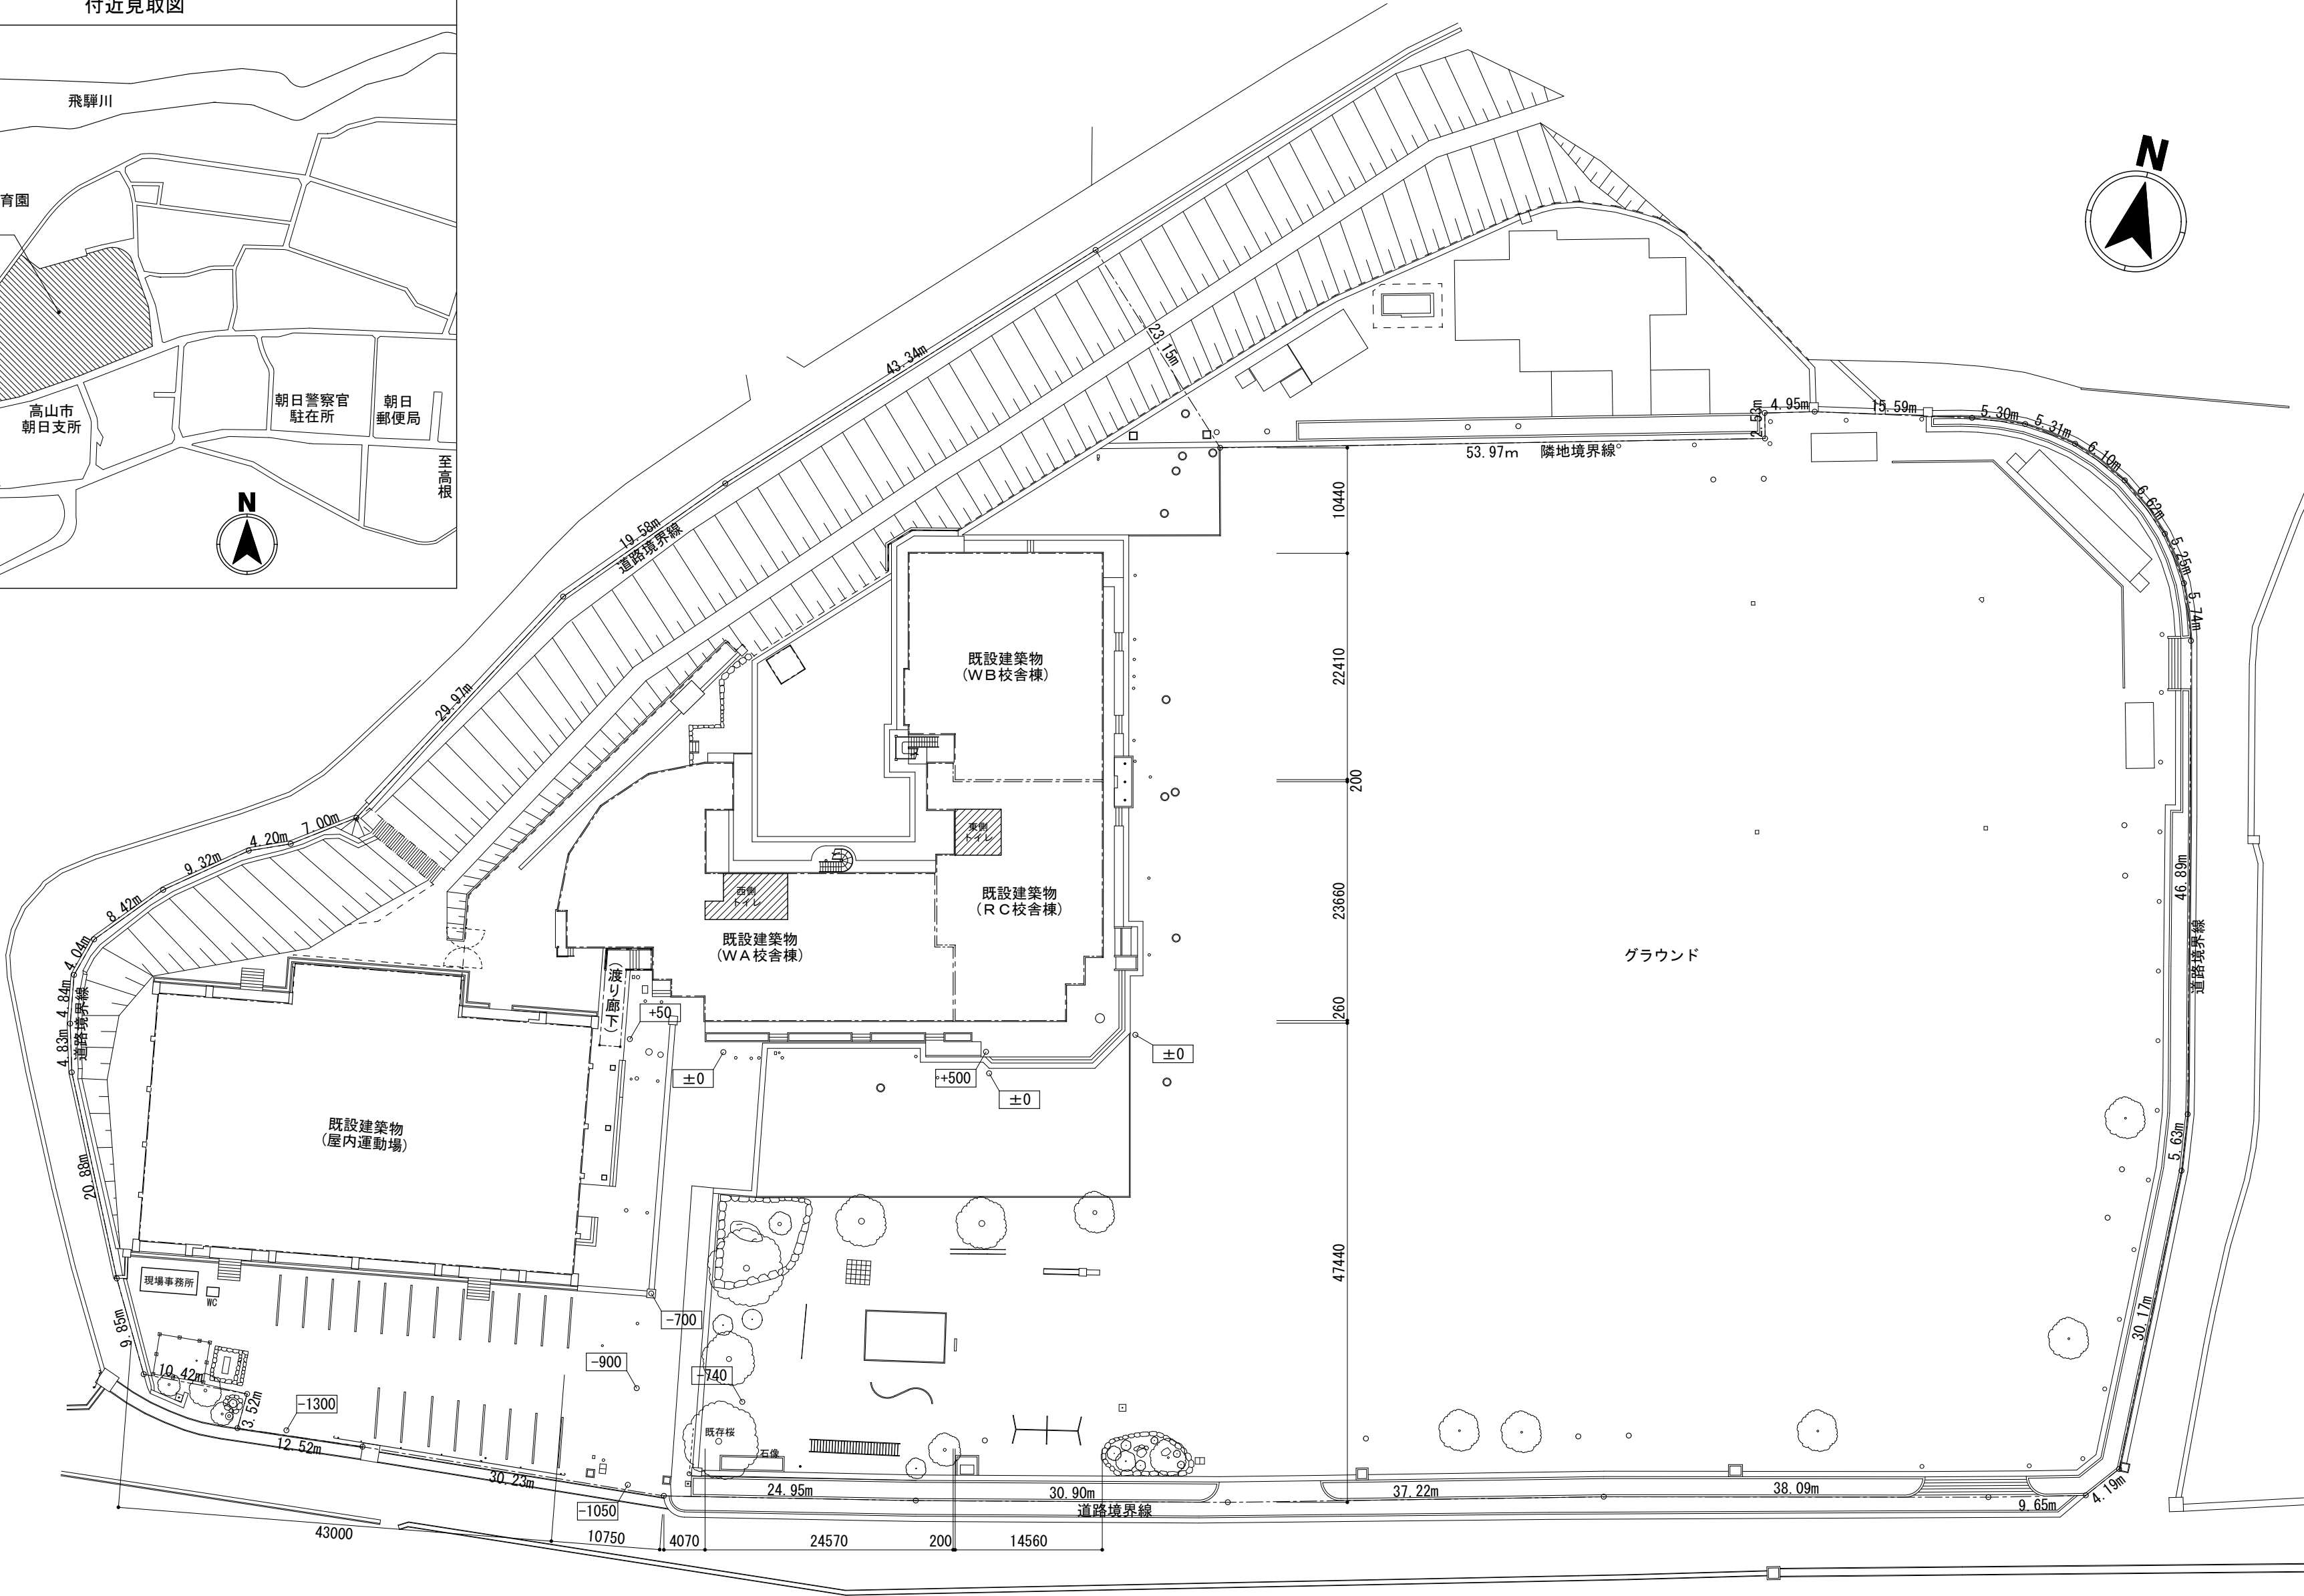 付近見取図
飛騨川
育園
高山市
朝日支所
朝日警察官
駐在所
朝日
郵便局
至高根
N
N
43.34m
23.15m
19.58m
道路境界線
29.97m
7.00m
4.20m
9.32m
8.42m
4.04m
4.84m
4.83m
道路境界線
20.88m
9.85m
10.42m
3.52m
12.52m
30.23m
2.53m
4.95m
15.59m
5.30m
5.31m
6.10m
6.62m
5.25m
5.74m
53.97m 隣地境界線
46.89m
道路境界線
5.63m
30.17m
4.19m
9.65m
38.09m
37.22m
30.90m
24.95m
道路境界線
10440
22410
200
23660
260
47440
既設建築物
(WB校舎棟)
東側
トイレ
既設建築物
(RC校舎棟)
西側
トイレ
既設建築物
(WA校舎棟)
(渡り廊下)
グラウンド
既設建築物
(屋内運動場)
現場事務所
WC
+50
±0
+500
±0
±0
-700
-900
-740
-1300
-1050
既存桜
石像
43000
10750
4070
24570
200
14560